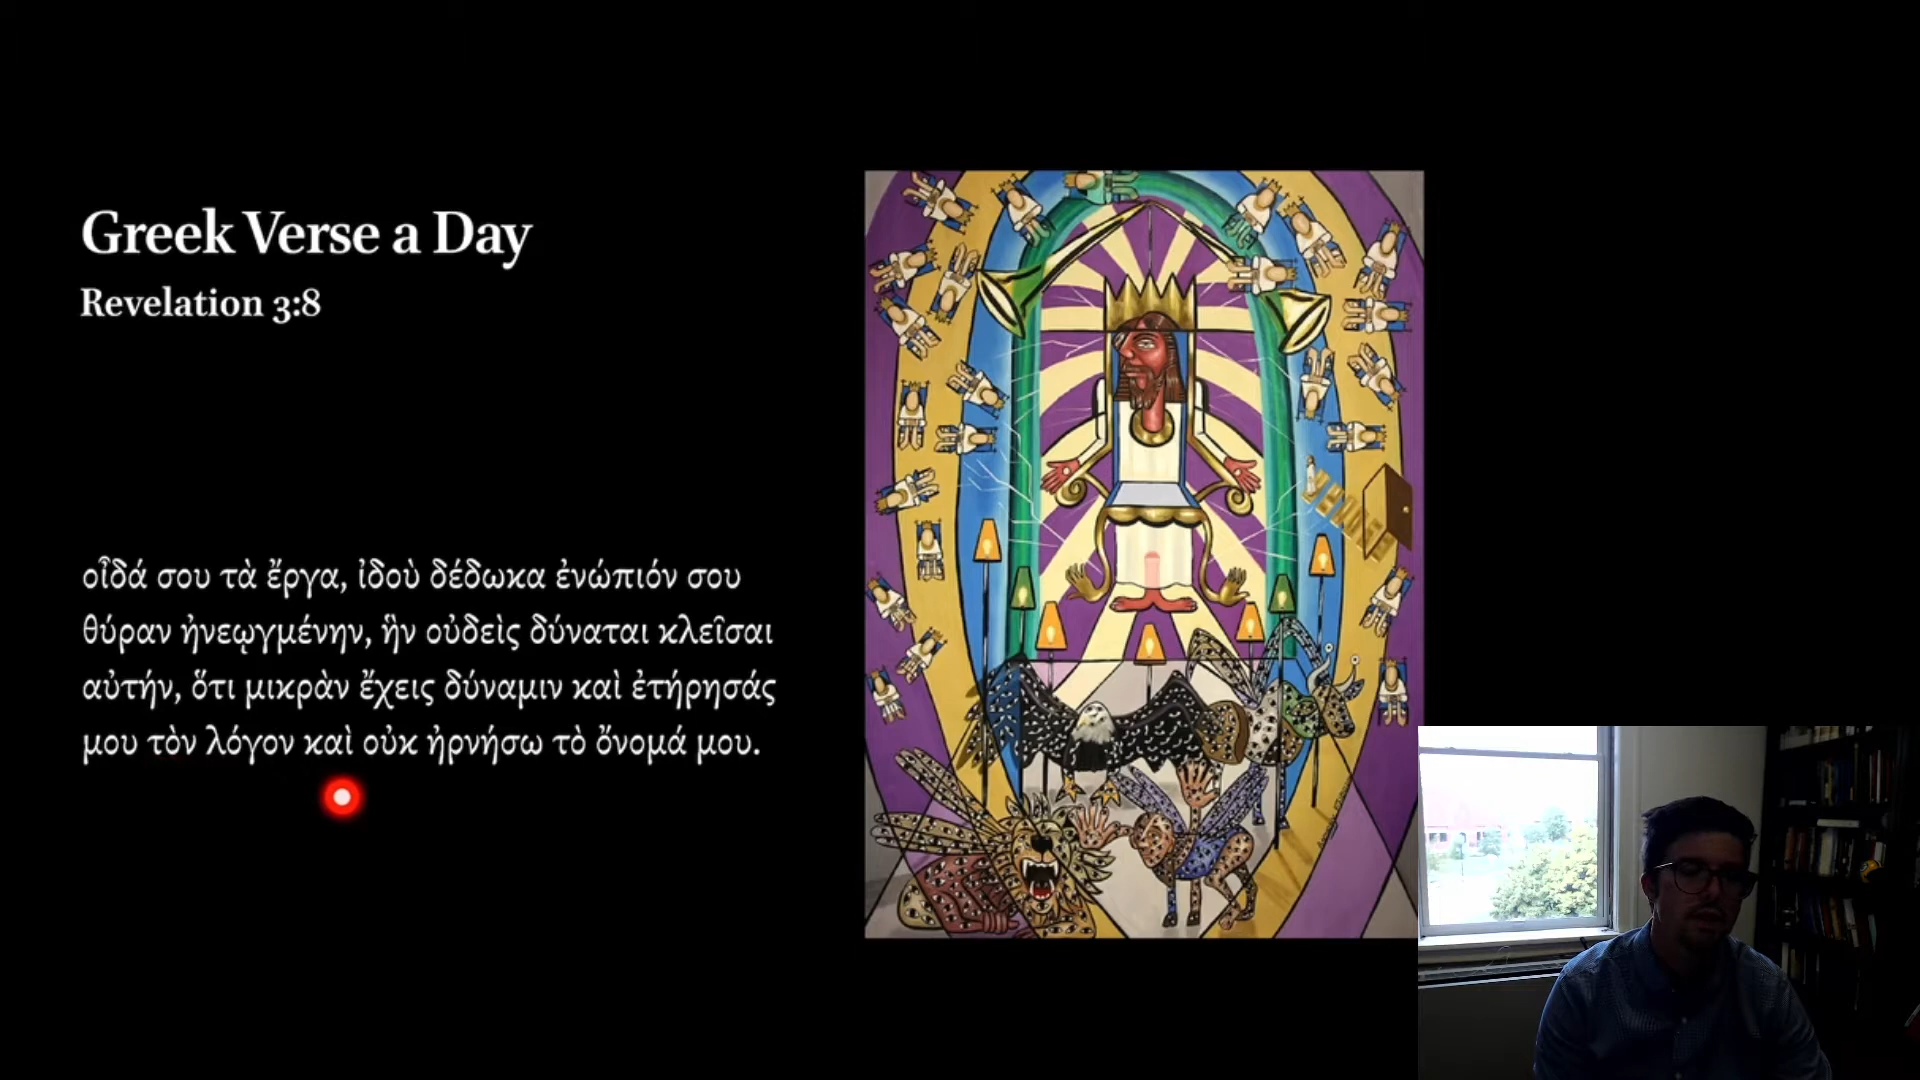 Greek Verse a Day
Revelation 3:8
οἶδά σου τὰ ἔργα, ἰδοὺ δέδωκα ἐνώπιόν σου
θύραν ἠνεῳγμένην, ἣν οὐδεὶς δύναται κλεῖσαι
αὐτήν, ὅτι μικρὰν ἔχεις δύναμιν καὶ ἐτήρησάς
μου τὸν λόγον καὶ οὐκ ἠρνήσω τὸ ὄνομά μου.